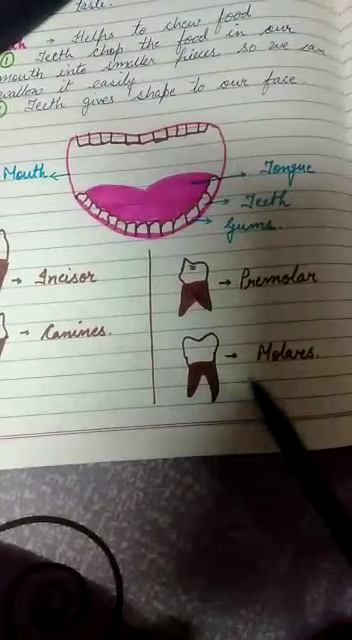 taste.
→ Helps to chew food
① Teeth chop the food in our
mouth into smaller pieces so we can
swallow it easily.
Teeth gives shape to our face.
Mouth
Tongue
Teeth
Gums.
→ Incisor
→ Premolar
→ Canines.
→ Molars.